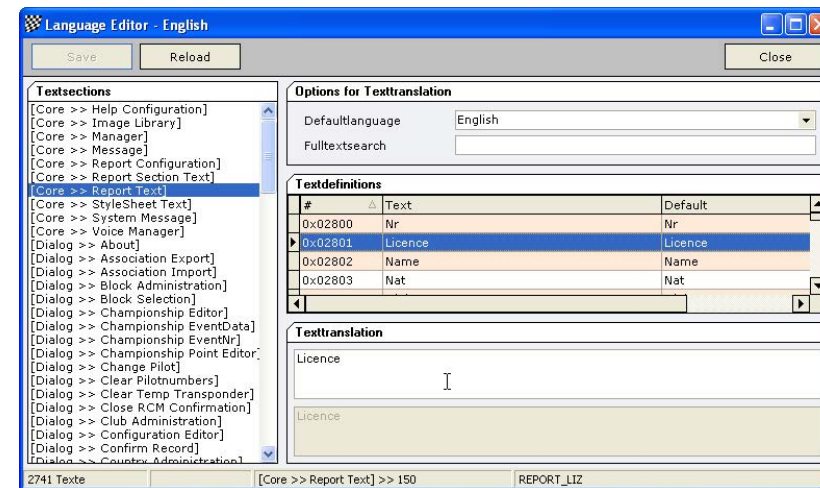 Language Editor - English
Save Reload Close
Textsections
[Core >> Help Configuration]
[Core >> Image Library]
[Core >> Manager]
[Core >> Message]
[Core >> Report Configuration]
[Core >> Report Section Text]
[Core >> Report Text]
[Core >> StyleSheet Text]
[Core >> System Message]
[Core >> Voice Manager]
[Dialog >> About]
[Dialog >> Association Export]
[Dialog >> Association Import]
[Dialog >> Block Administration]
[Dialog >> Block Selection]
[Dialog >> Championship Editor]
[Dialog >> Championship EventData]
[Dialog >> Championship EventNr]
[Dialog >> Championship Point Editor]
[Dialog >> Change Pilot]
[Dialog >> Clear Pilotnumbers]
[Dialog >> Clear Temp Transponder]
[Dialog >> Close RCM Confirmation]
[Dialog >> Club Administration]
[Dialog >> Configuration Editor]
[Dialog >> Confirm Record]
[Dialog >> Country Administration]
Options for Texttranslation
Defaultlanguage English
Fulltextsearch
Textdefinitions
# Text Default
0x02800 Nr Nr
0x02801 Licence Licence
0x02802 Name Name
0x02803 Nat Nat
Texttranslation
Licence
Licence
2741 Texte [Core >> Report Text] >> 150 REPORT_LIZ